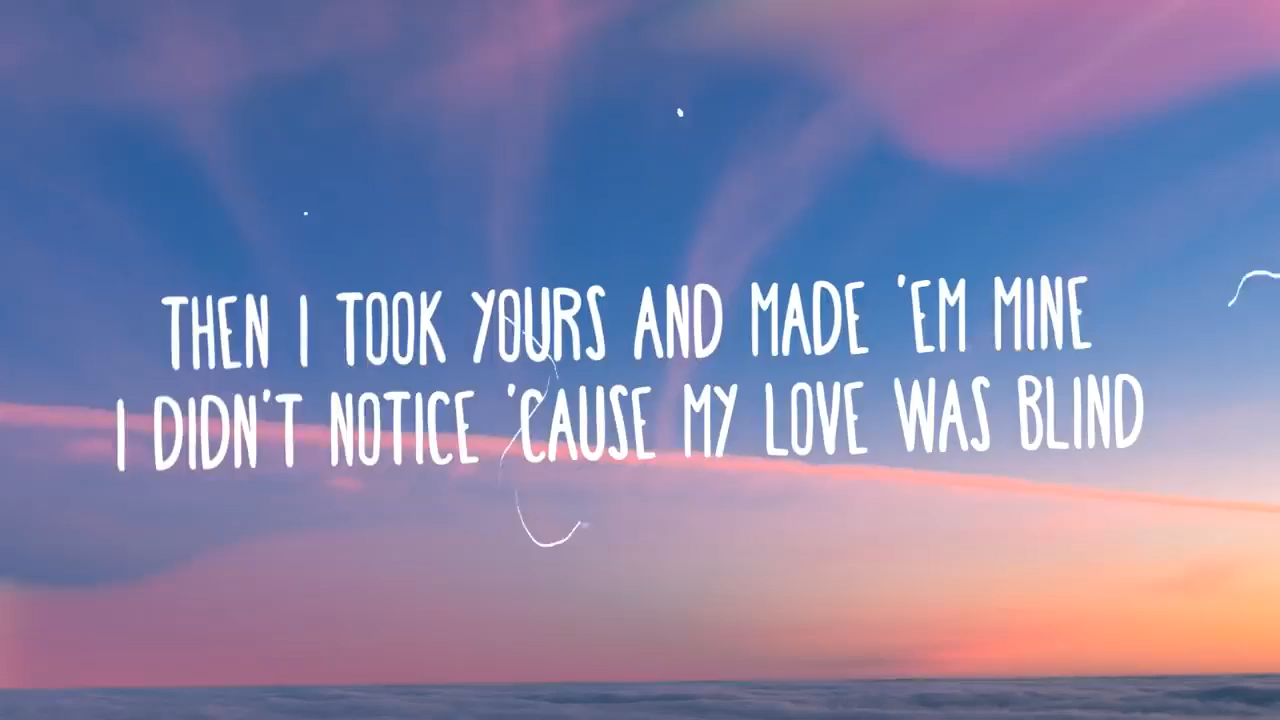 THEN I TOOK YOURS AND MADE 'EM MINE
I DIDN'T NOTICE 'CAUSE MY LOVE WAS BLIND